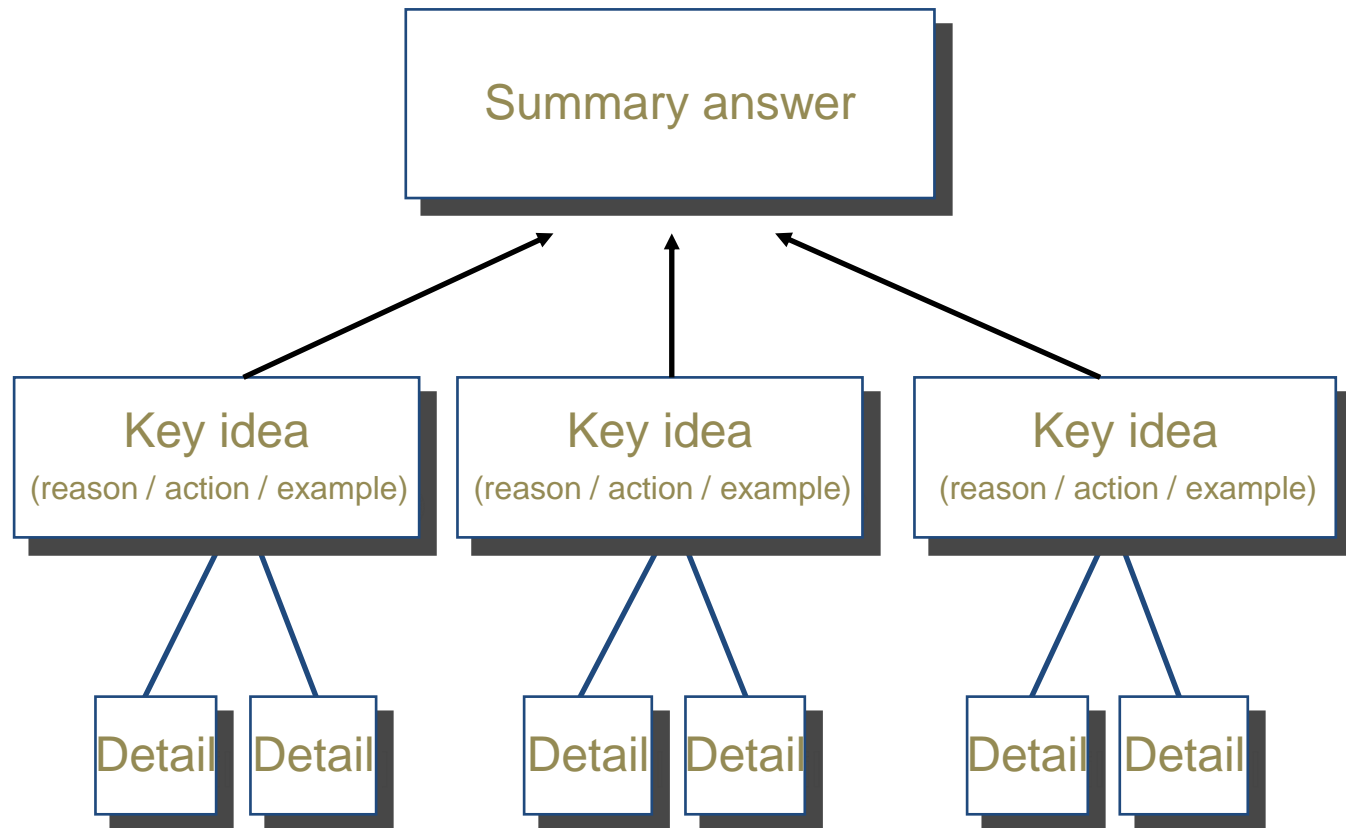 Summary answer
Key idea
(reason / action / example)
Key idea
(reason / action / example)
Key idea
(reason / action / example)
Detail
Detail
Detail
Detail
Detail
Detail